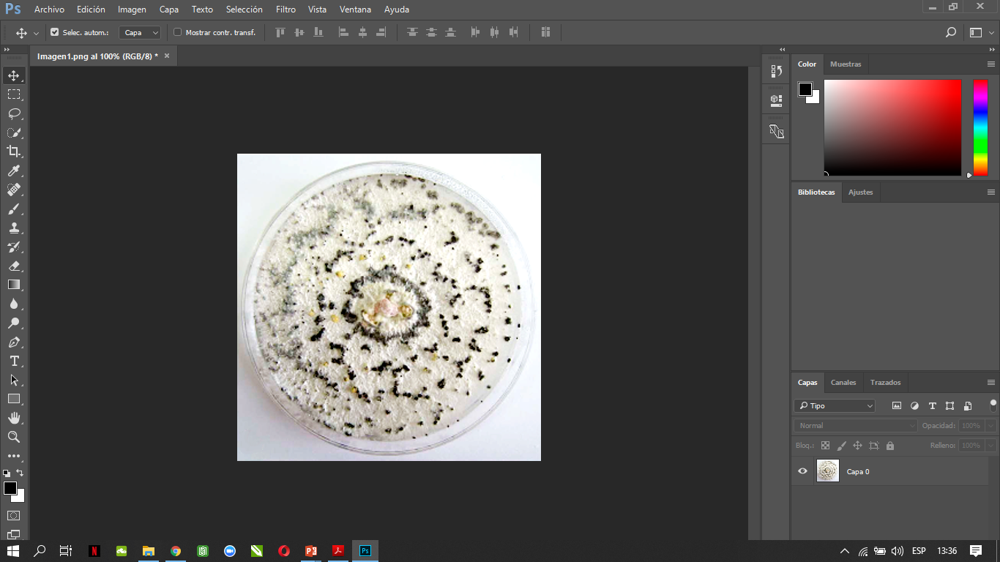 Ps Archivo Edición Imagen Capa Texto Selección Filtro Vista Ventana Ayuda
Selec. autom.: Capa Mostrar contr. transf.
Imagen1.png al 100% (RGB/8) * ×
Color Muestras
Bibliotecas Ajustes
Capas Canales Trazados
Tipo T
Normal Opacidad: 100%
Bloq.: Relleno: 100%
Capa 0
T
N P Ps ESP 13:36